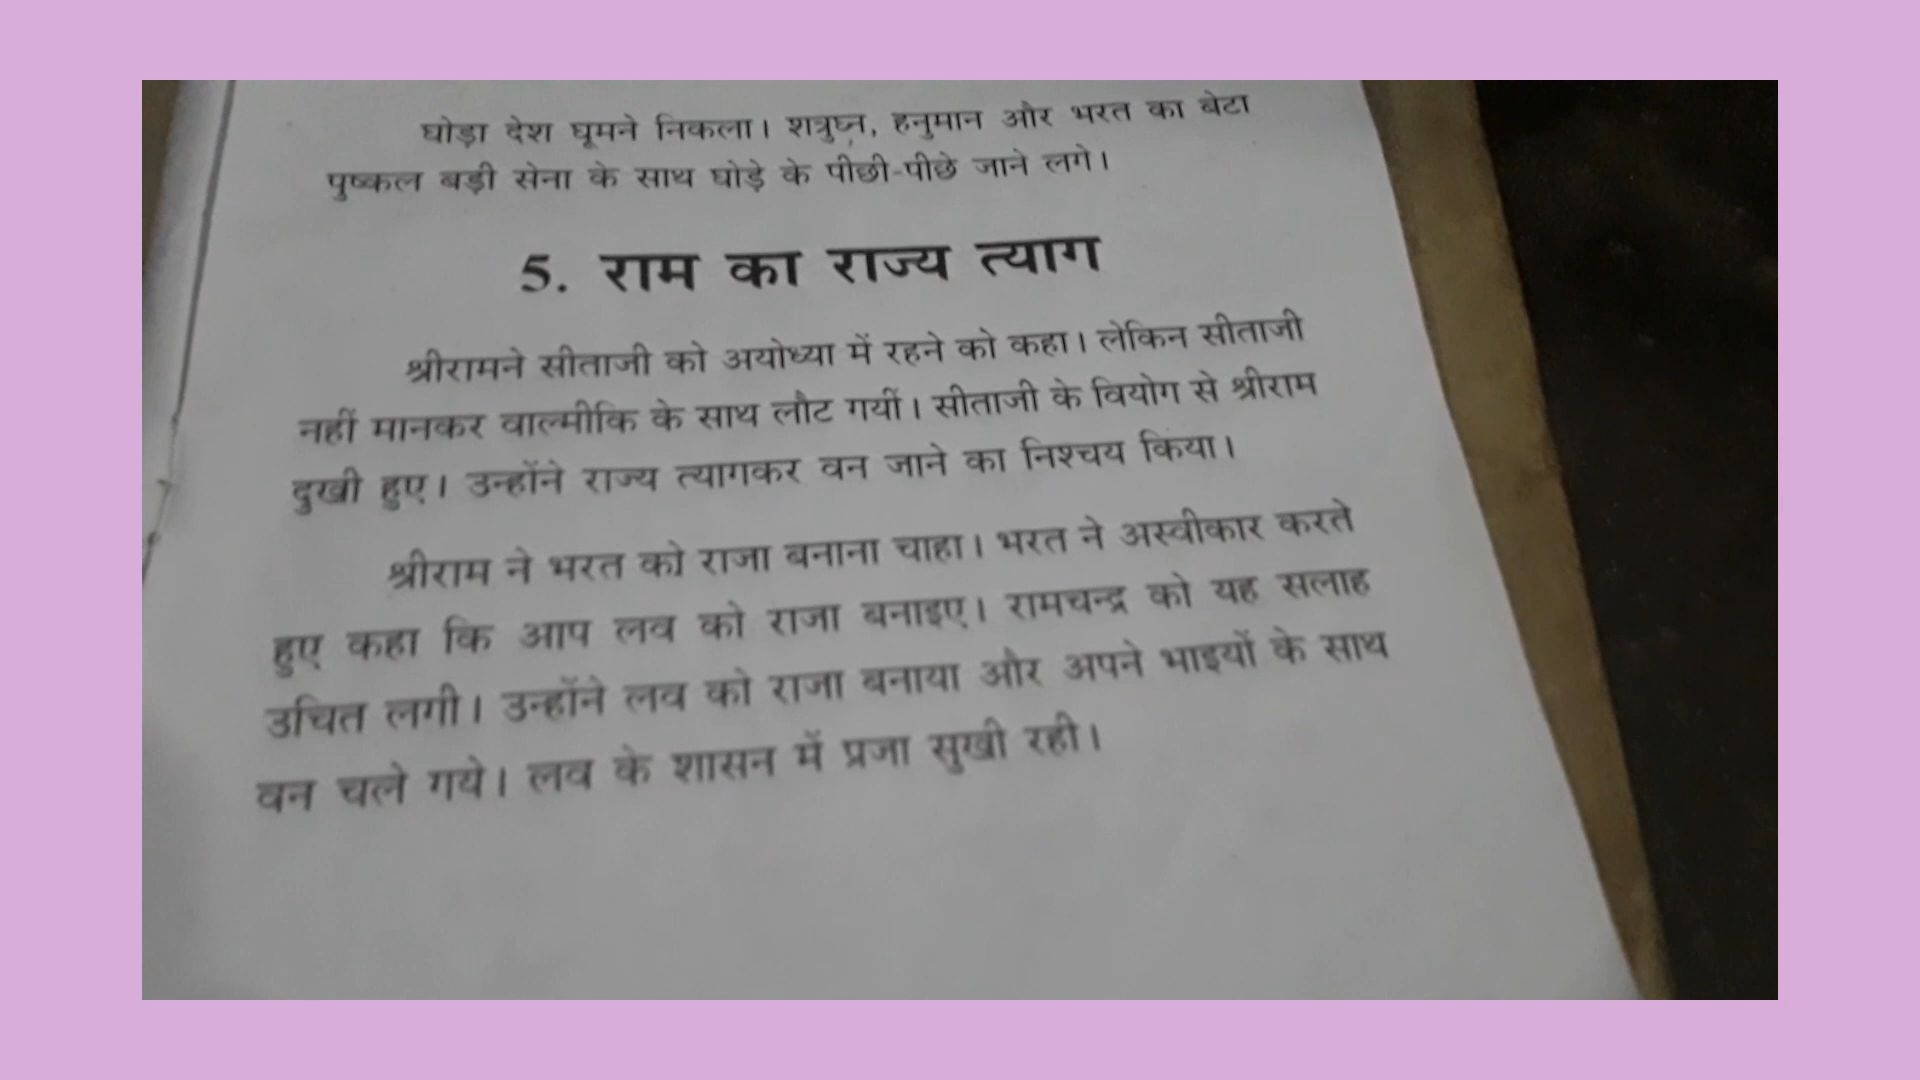 घोड़ा देश घूमने निकला। शत्रुघ्न, हनुमान और भरत का बेटा
पुष्कल बड़ी सेना के साथ घोड़े के पीछी-पीछे जाने लगे।
5. राम का राज्य त्याग
श्रीरामने सीताजी को अयोध्या में रहने को कहा। लेकिन सीताजी
नहीं मानकर वाल्मीकि के साथ लौट गयीं। सीताजी के वियोग से श्रीराम
दुखी हुए। उन्होंने राज्य त्यागकर वन जाने का निश्चय किया।
श्रीराम ने भरत को राजा बनाना चाहा। भरत ने अस्वीकार करते
हुए कहा कि आप लव को राजा बनाइए। रामचन्द्र को यह सलाह
उचित लगी। उन्होंने लव को राजा बनाया और अपने भाइयों के साथ
वन चले गये। लव के शासन में प्रजा सुखी रही।